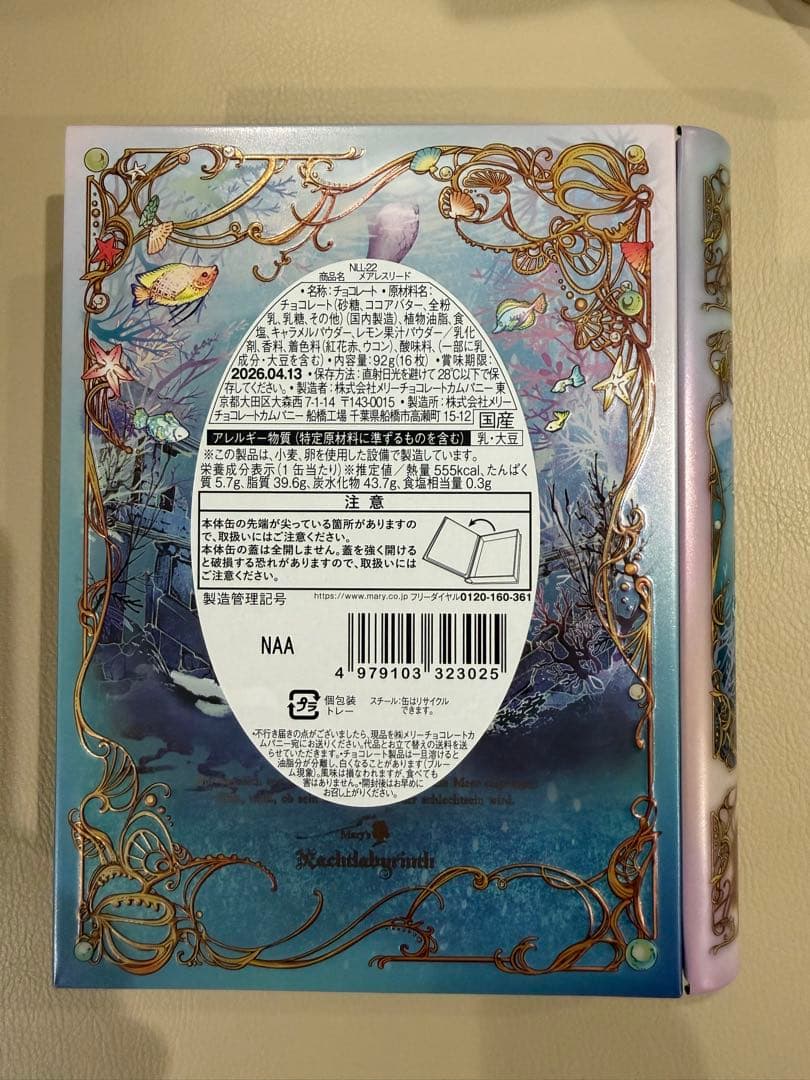 NLL-22
商品名 メアレスリード
•名称:チョコレート •原材料名:
チョコレート(砂糖、ココアバター、全粉
乳、乳糖、その他)(国内製造)、植物油脂、食
塩、キャラメルパウダー、レモン果汁パウダー/乳化
剤、香料、着色料(紅花赤、ウコン)、酸味料、(一部に乳
成分・大豆を含む) •内容量:92g(16枚) •賞味期限:
2026.04.13 •保存方法:直射日光を避けて28℃以下で保
存してください。 •製造者:株式会社メリーチョコレートカムパニー 東
京都大田区大森西7-1-14 〒143-0015 •製造所:株式会社メリー
チョコレートカムパニー 船橋工場 千葉県船橋市高瀬町15-12 国産
アレルギー物質(特定原材料に準ずるものを含む) 乳・大豆
※この製品は、小麦、卵を使用した設備で製造しています。
栄養成分表示(1缶当たり)※推定値/熱量 555kcal、たんぱく
質 5.7g、脂質 39.6g、炭水化物 43.7g、食塩相当量 0.3g
注意
本体缶の先端が尖っている箇所がありますの
で、取扱いにはご注意ください。
本体缶の蓋は全開しません。蓋を強く開ける
と破損する恐れがありますので、取扱いには
ご注意ください。
製造管理記号 https://www.mary.co.jp フリーダイヤル0120-160-361
NAA
4 979103 323025
プラ 個包装
トレー
スチール:缶はリサイクル
できます。
•不行き届きの点がございましたら、現品を㈱メリーチョコレートカ
ムパニー宛にお送りください。代品とお立て替えの送料を送
らせていただきます。•チョコレート製品は一旦溶けると
油脂分が分離し、白くなることがあります(ブルー
ム現象)。風味は損なわれますが、食べても
害はありません。•開封後はお早めに
お召し上がりください。
schlechtsein wird.
Mary's
Nachtlabyrinth